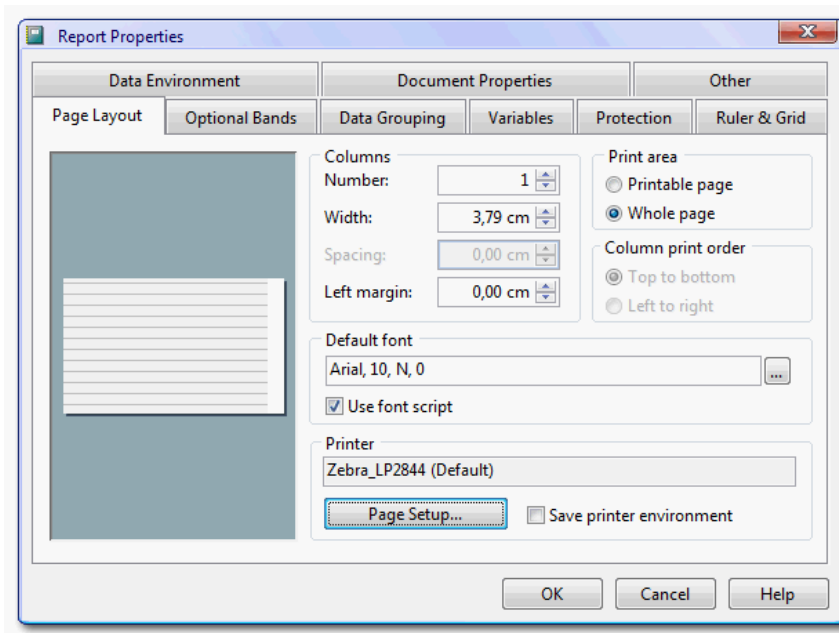 Report Properties
Data Environment
Document Properties
Other
Page Layout
Optional Bands
Data Grouping
Variables
Protection
Ruler & Grid
Columns
Number: 1
Width: 3,79 cm
Spacing: 0,00 cm
Left margin: 0,00 cm
Print area
Printable page
Whole page
Column print order
Top to bottom
Left to right
Default font
Arial, 10, N, 0
...
Use font script
Printer
Zebra_LP2844 (Default)
Page Setup...
Save printer environment
OK
Cancel
Help